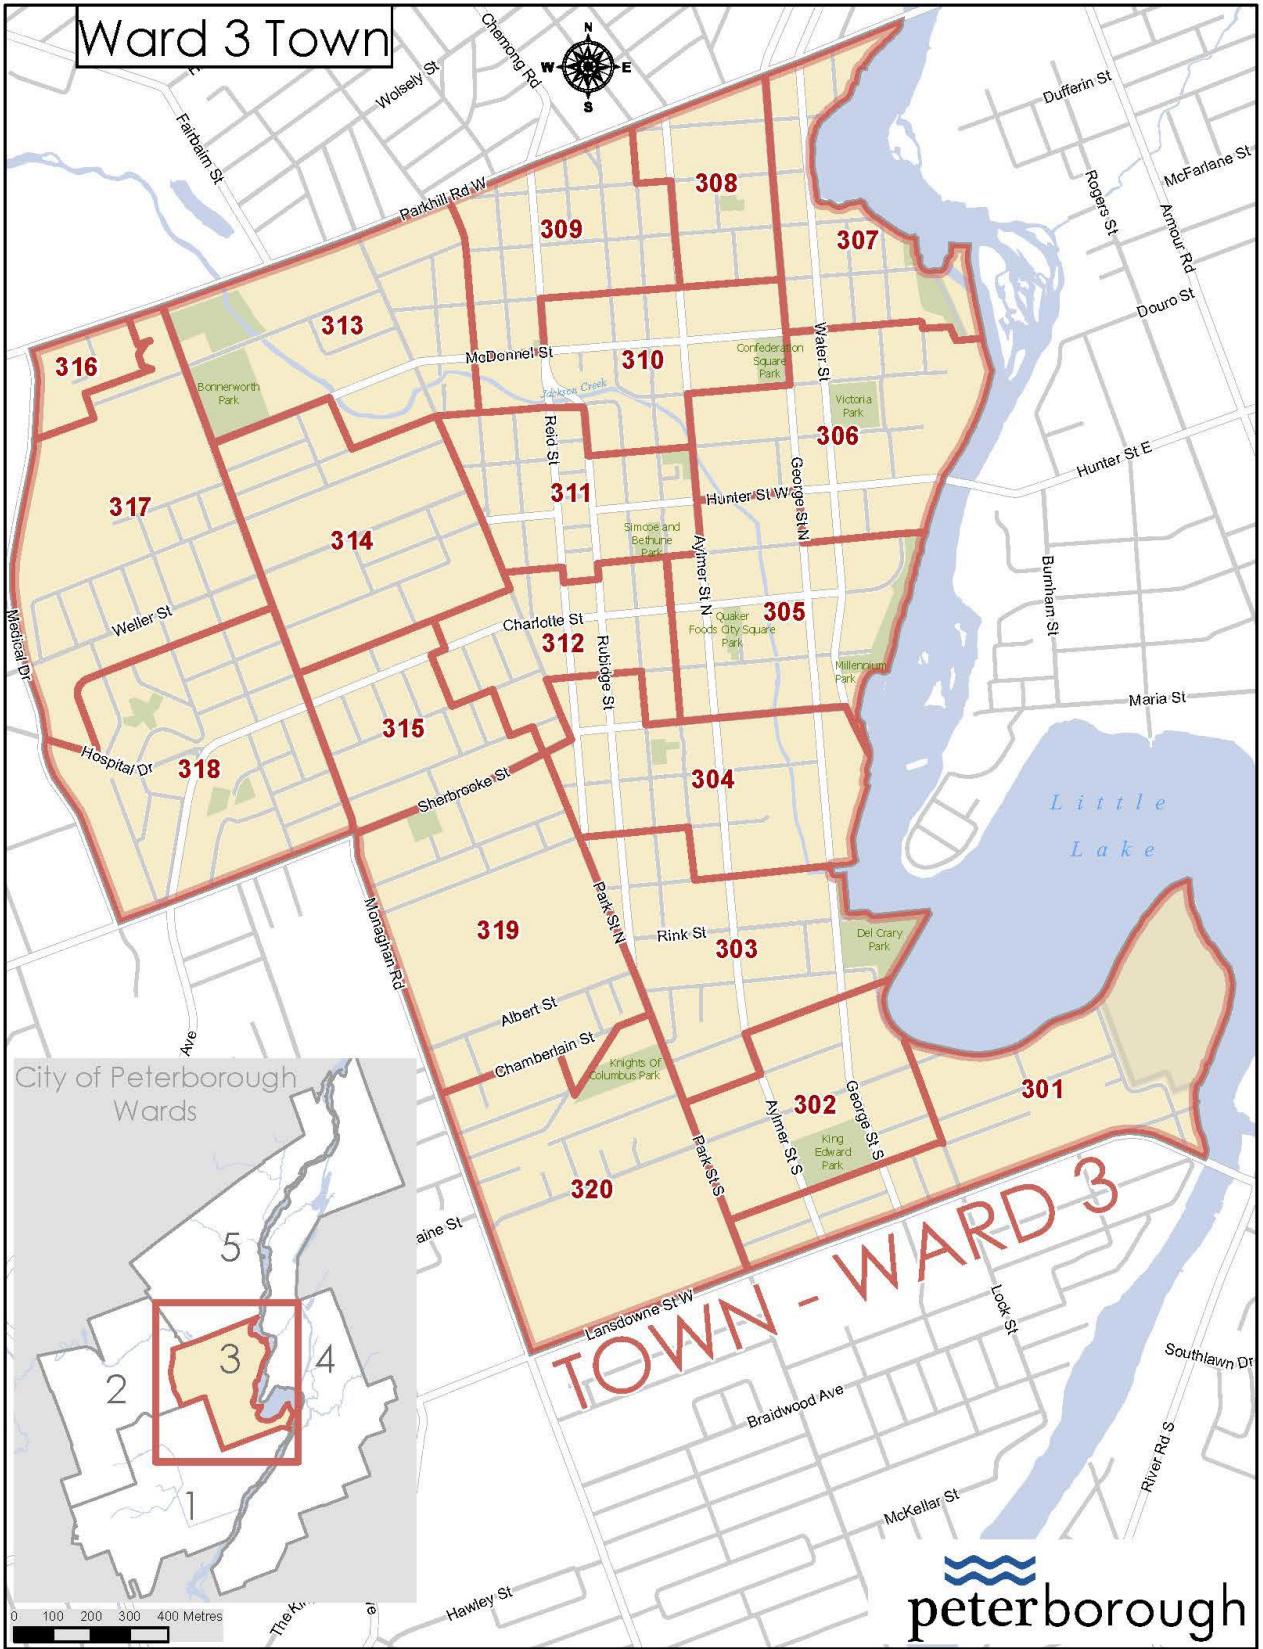 Ward 3 Town
N
W
E
S
Chemong Rd
Wolsely St
Fairbairn St
Dufferin St
McFarlane St
Rogers St
Armour Rd
Parkhill Rd W
308
309
307
Douro St
313
316
McDonnel St
310
Confederation
Square
Park
Water St
Jackson Creek
Bonnerworth
Park
Victoria
Park
306
Reid St
Hunter St E
George St N
311
Hunter St W
317
314
Simcoe and
Bethune
Park
Aylmer St N
Burnham St
Medical Dr
Weller St
Charlotte St
312
305
Quaker
Foods City Square
Park
Rubidge St
Millennium
Park
Maria St
315
Hospital Dr
318
Sherbrooke St
304
Little
Lake
Monaghan Rd
Park St N
319
Rink St
303
Del Crary
Park
Albert St
Chamberlain St
Knights Of
Columbus Park
301
302
Aylmer St S
George St S
King
Edward
Park
Park St S
320
Ave
City of Peterborough
Wards
5
3
4
2
1
aine St
TOWN - WARD 3
Lansdowne St W
Lock St
Southlawn Dr
Braidwood Ave
River Rd S
McKellar St
Hawley St
0 100 200 300 400 Metres
peterborough